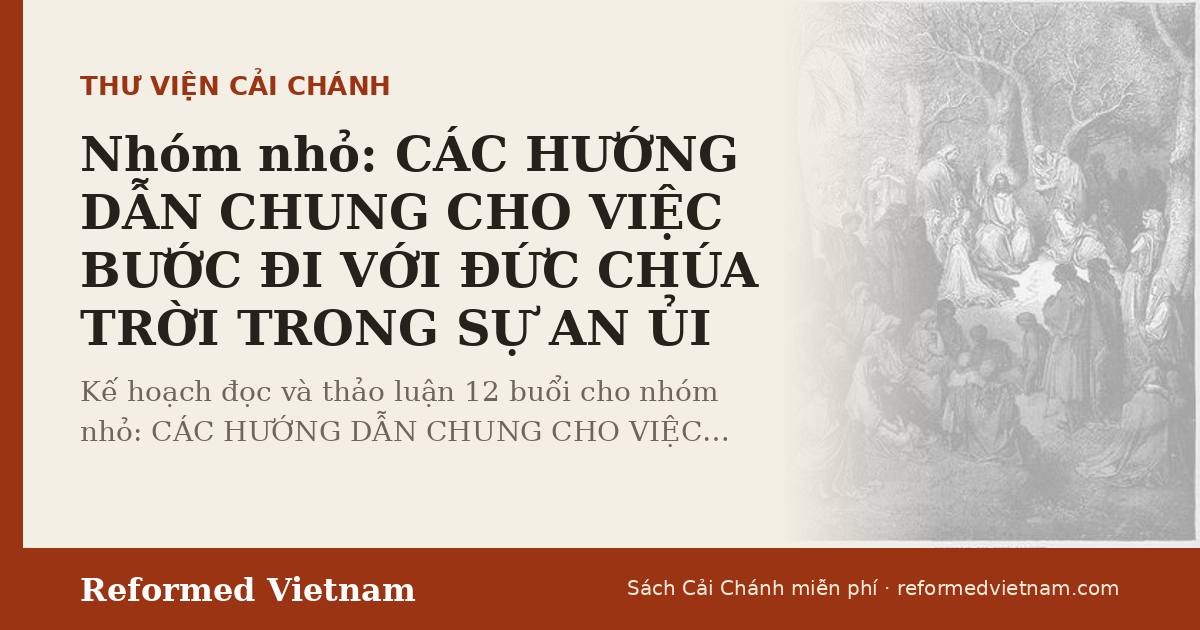 THƯ VIỆN CẢI CHÁNH
Nhóm nhỏ: CÁC HƯỚNG
DẪN CHUNG CHO VIỆC
BƯỚC ĐI VỚI ĐỨC CHÚA
TRỜI TRONG SỰ AN ỦI
Kế hoạch đọc và thảo luận 12 buổi cho nhóm
nhỏ: CÁC HƯỚNG DẪN CHUNG CHO VIỆC...
Reformed Vietnam
Sách Cải Chánh miễn phí · reformedvietnam.com